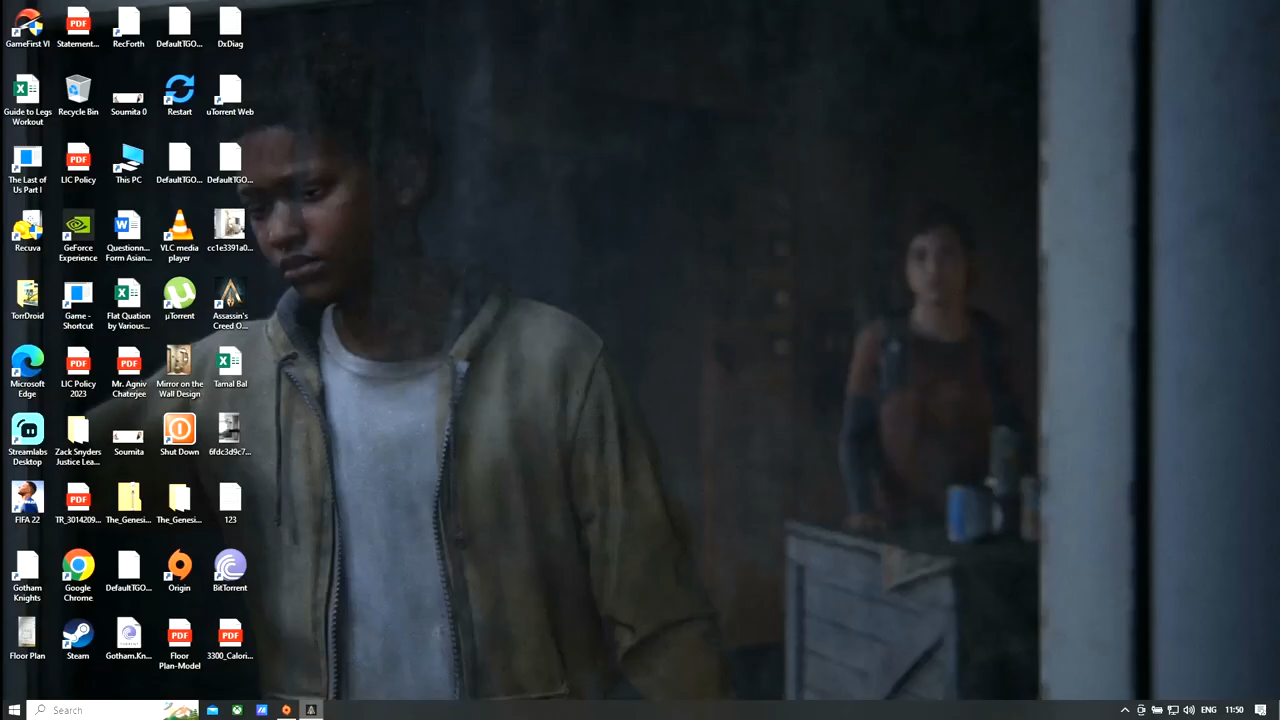 GameFirst VI
Statement...
RecForth
DefaultTGO...
DxDiag
Guide to Legs
Workout
Recycle Bin
Soumita 0
Restart
uTorrent Web
The Last of
Us Part I
LIC Policy
This PC
DefaultTGO...
DefaultTGO...
Recuva
GeForce
Experience
Questionn...
Form Asian...
VLC media
player
cc1e3391a0...
TorrDroid
Game -
Shortcut
Flat Quation
by Various...
µTorrent
Assassin's
Creed O...
Microsoft
Edge
LIC Policy
2023
Mr. Agniv
Chaterjee
Mirror on the
Wall Design
Tamal Bal
Streamlabs
Desktop
Zack Snyders
Justice Lea...
Soumita
Shut Down
6fdc3d9c7...
FIFA 22
TR_3014209...
The_Genesi...
The_Genesi...
123
Gotham
Knights
Google
Chrome
DefaultTGO...
Origin
BitTorrent
Floor Plan
Steam
Gotham.Kn...
Floor
Plan-Model
3300_Calori...
Search
ENG
11:50